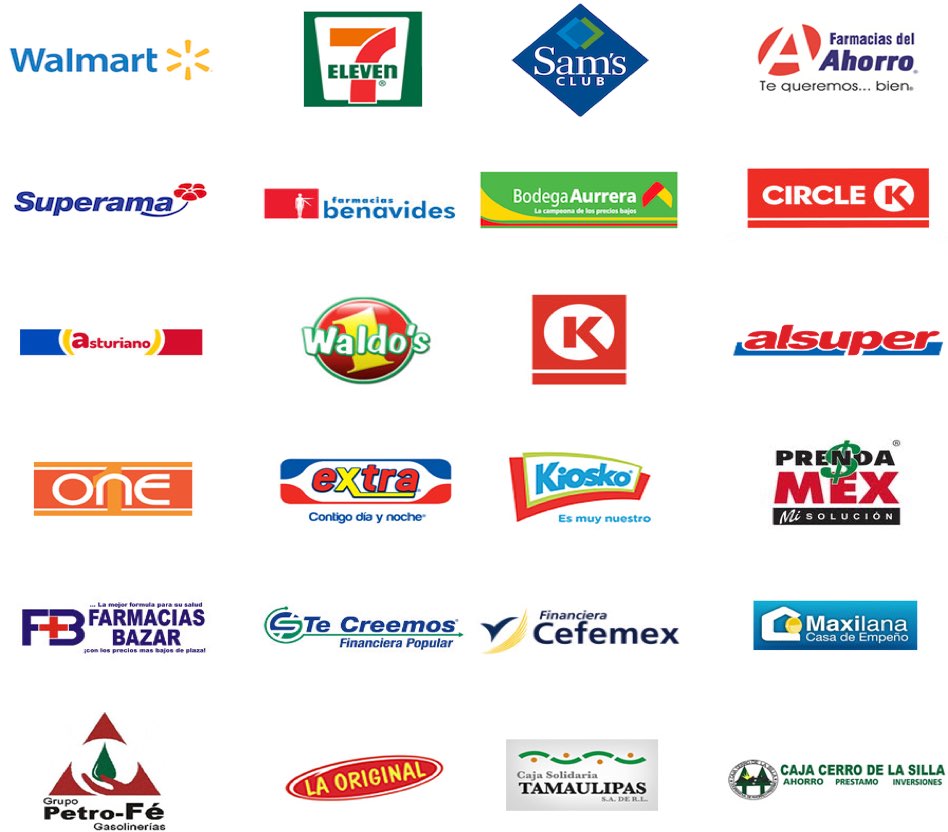 Walmart
7
ELEVEN
®
Sam's
CLUB
A
Farmacias del
Ahorro®
Te queremos... bien®
Superama
farmacias
benavides
Bodega Aurrera
La campeona de los precios bajos
CIRCLE K
asturiano
1
Waldo's
K
alsuper
one
extra
Contigo día y noche®
Kiosko®
Es muy nuestro
PRENDA®
MEX
Mi SOLUCIÓN
... La mejor formula para su salud
FB FARMACIAS
BAZAR
¡con los precios mas bajos de plaza!
Te Creemos®
Financiera Popular
Financiera
Cefemex
Maxilana
Casa de Empeño
Grupo
Petro-Fé
Gasolinerías
LA ORIGINAL
Caja Solidaria
TAMAULIPAS
S.A. DE R.L.
CAJA CERRO DE LA SILLA
AHORRO PRESTAMO INVERSIONES